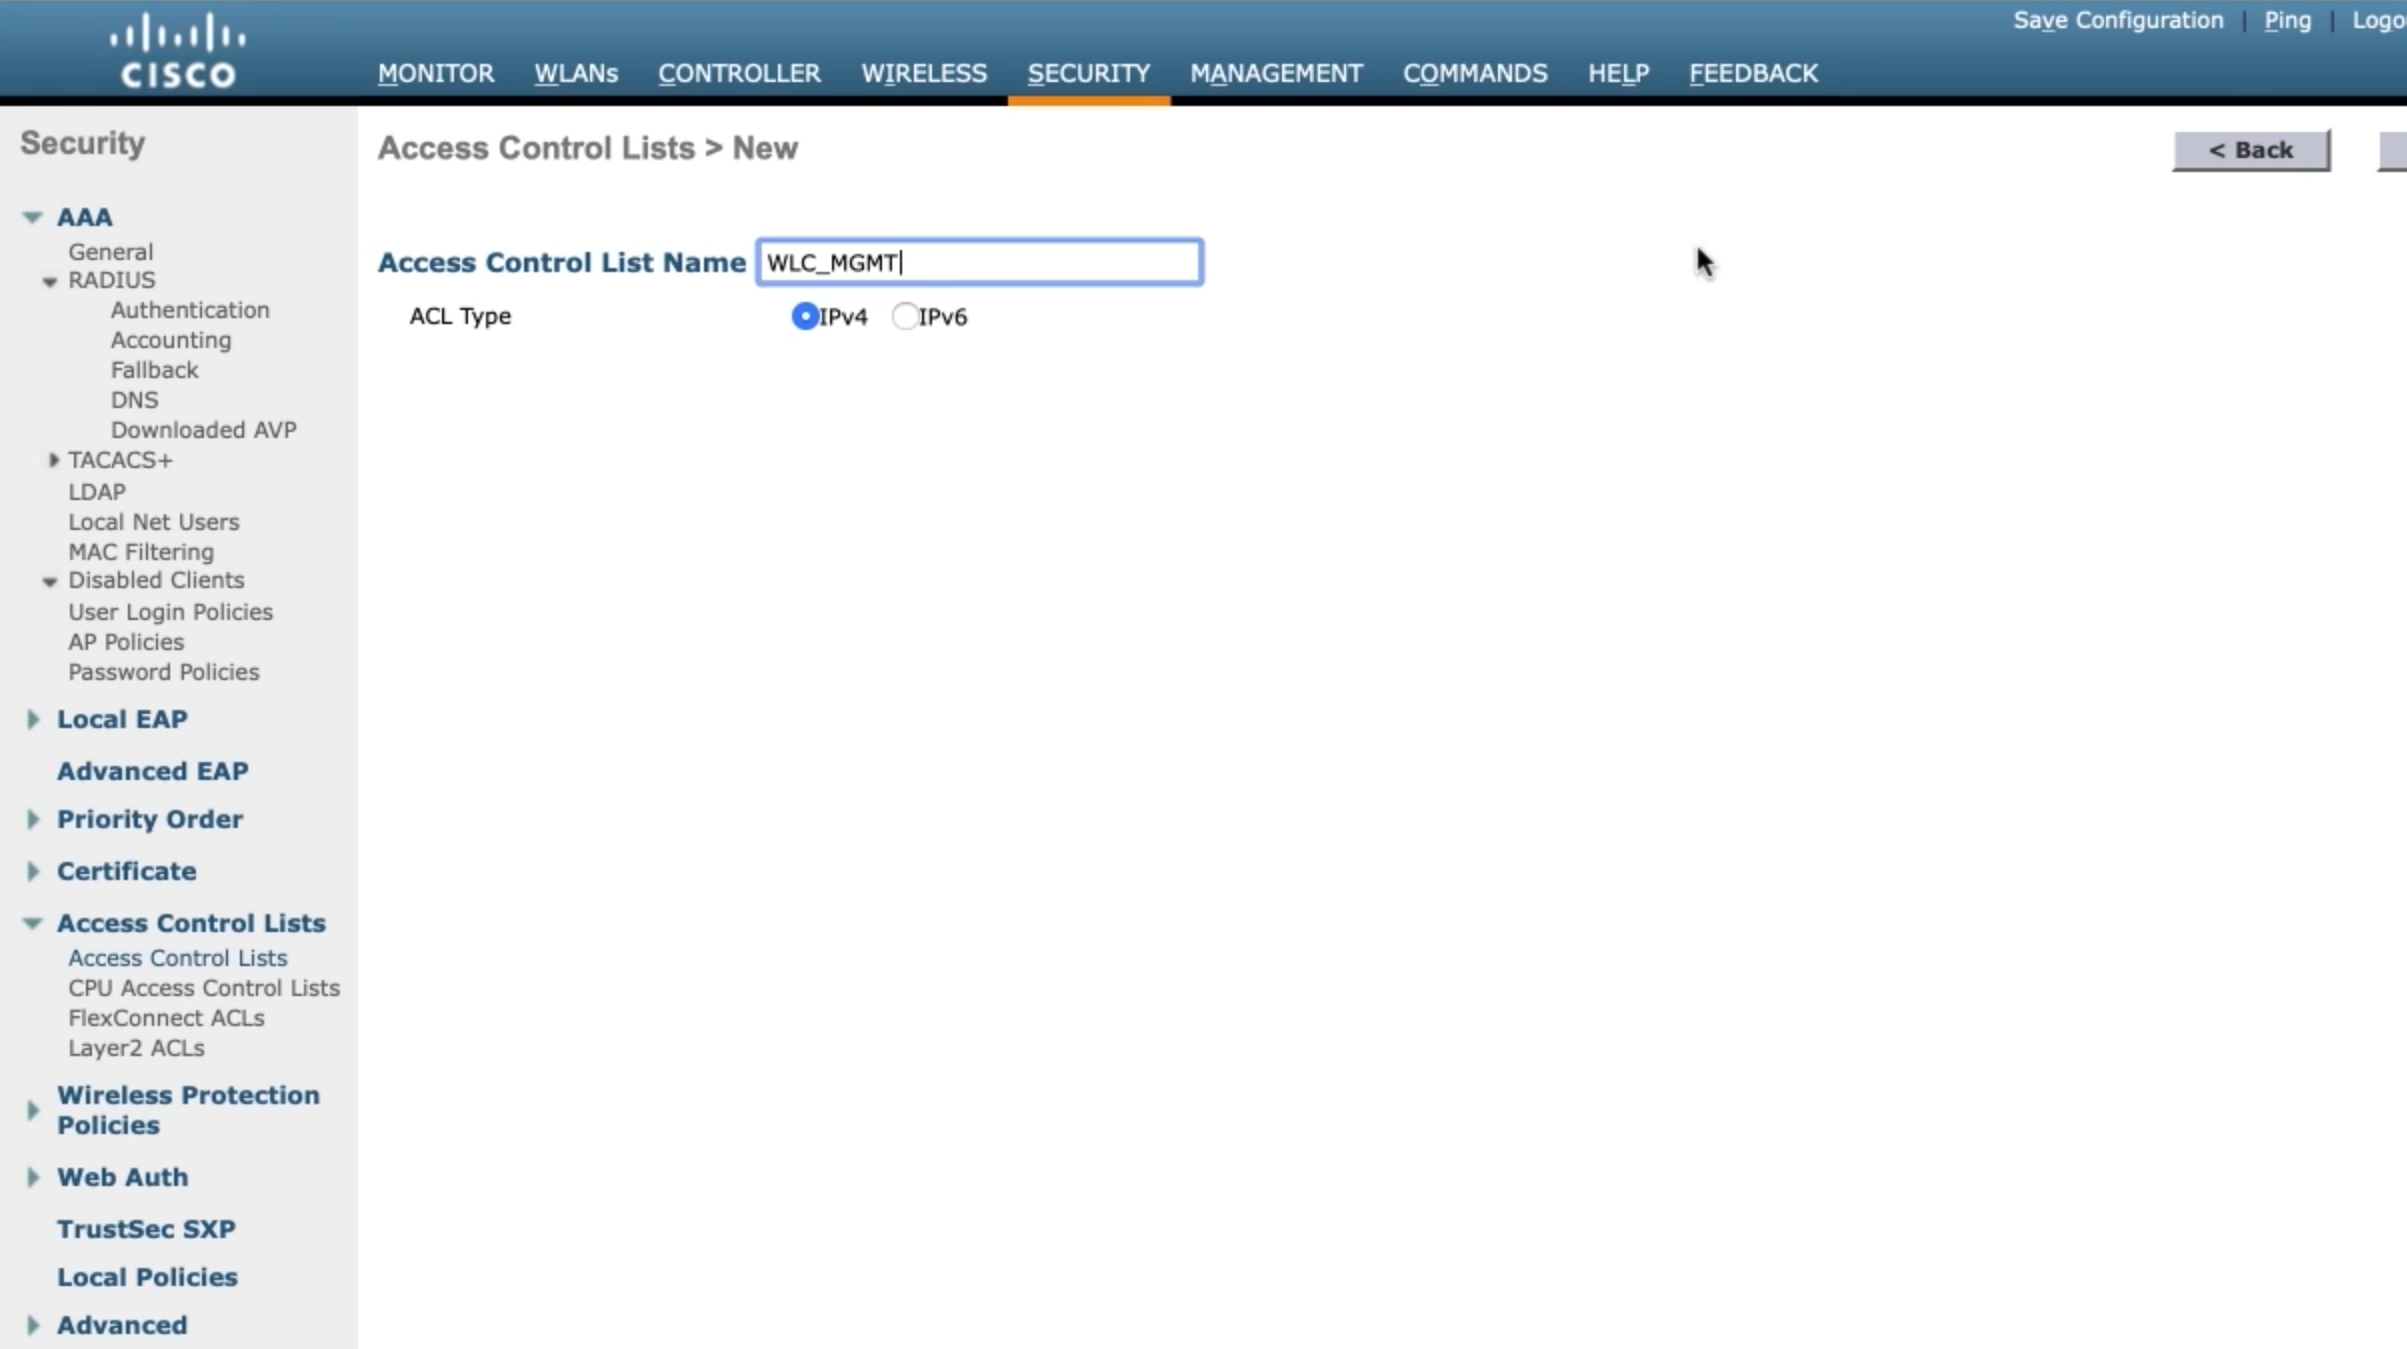 Save Configuration | Ping |
CISCO
MONITOR WLANs CONTROLLER WIRELESS SECURITY MANAGEMENT COMMANDS HELP FEEDBACK
Security
AAA
General
RADIUS
Authentication
Accounting
Fallback
DNS
Downloaded AVP
TACACS+
LDAP
Local Net Users
MAC Filtering
Disabled Clients
User Login Policies
AP Policies
Password Policies
Local EAP
Advanced EAP
Priority Order
Certificate
Access Control Lists
Access Control Lists
CPU Access Control Lists
FlexConnect ACLs
Layer2 ACLs
Wireless Protection
Policies
Web Auth
TrustSec SXP
Local Policies
Advanced
Access Control Lists > New
< Back
Access Control List Name WLC_MGMT
ACL Type IPv4 IPv6